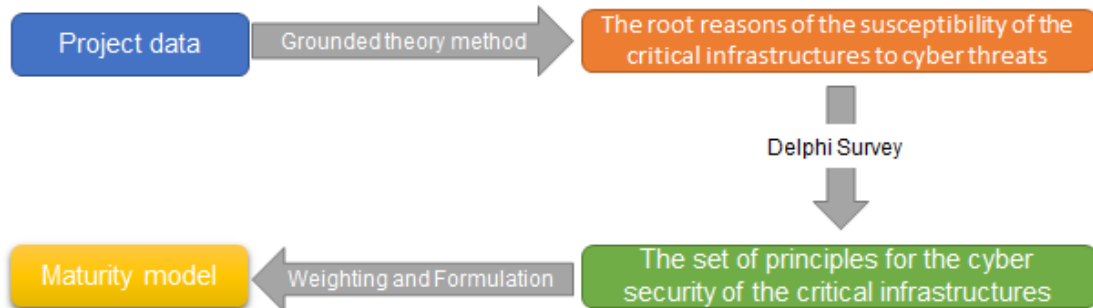 Project data
Grounded theory method
The root reasons of the susceptibility of the
critical infrastructures to cyber threats
Delphi Survey
The set of principles for the cyber
security of the critical infrastructures
Weighting and Formulation
Maturity model